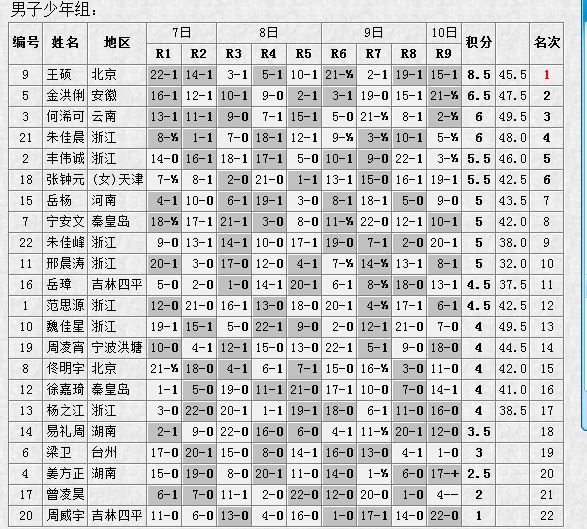 男子少年组：
编号 姓名 地区 7日 8日 9日 10日 积分 名次
R1 R2 R3 R4 R5 R6 R7 R8 R9
9 王硕 北京 22-1 14-1 3-1 5-1 10-1 21-½ 2-1 19-1 15-1 8.5 45.5 1
5 金洪俐 安徽 16-1 12-1 10-1 9-0 2-1 3-1 19-0 15-1 21-½ 6.5 47.5 2
3 何浠可 云南 13-1 11-1 9-0 7-1 15-1 5-0 21-½ 8-1 2-½ 6 49.5 3
21 朱佳晨 浙江 8-½ 1-1 7-0 18-1 12-1 9-½ 3-½ 10-1 5-½ 6 48.0 4
2 丰伟诚 浙江 14-0 16-1 18-1 17-1 5-0 10-1 9-0 22-1 3-½ 5.5 46.0 5
18 张钟元 (女)天津 7-½ 8-1 2-0 21-0 1-1 13-1 15-0 16-1 19-1 5.5 42.5 6
15 岳杨 河南 4-1 10-0 6-1 19-1 3-0 8-1 18-1 5-0 9-0 5 43.5 7
7 宁安文 秦皇岛 18-½ 17-1 21-1 3-0 8-0 11-½ 22-0 12-1 10-1 5 42.0 8
22 朱佳峰 浙江 9-0 13-1 14-1 10-0 17-1 19-0 7-1 2-0 20-1 5 38.0 9
11 邢晨涛 浙江 20-1 3-0 17-0 12-0 4-1 7-½ 14-½ 13-1 8-1 5 32.0 10
16 岳璋 吉林四平 5-0 2-0 1-0 14-1 20-1 6-1 8-½ 18-0 13-1 4.5 37.5 11
1 范思源 浙江 12-0 21-0 16-1 13-0 18-0 20-1 4-½ 17-1 6-1 4.5 42.5 12
10 魏佳星 浙江 19-1 15-1 5-0 22-1 9-0 2-0 12-1 21-0 7-0 4 49.5 13
19 周凌宵 宁波洪塘 10-0 4-1 12-1 15-0 13-0 22-1 5-1 9-0 18-0 4 44.5 14
8 佟明宇 北京 21-½ 18-0 4-1 6-1 7-1 15-0 16-½ 3-0 11-0 4 42.0 15
12 徐嘉琦 秦皇岛 1-1 5-0 19-0 11-1 21-0 17-1 10-0 7-0 14-1 4 41.0 16
13 杨之江 浙江 3-0 22-0 20-1 1-1 19-1 18-0 6-1 11-0 16-0 4 38.5 17
14 易礼周 湖南 2-1 9-0 22-0 16-0 6-0 4-1 11-½ 20-1 12-0 3.5 18
6 梁卫 台州 17-0 20-1 15-0 8-0 14-1 16-0 13-0 4-1 1-0 3 19
4 姜方正 湖南 15-0 19-0 8-0 20-1 11-0 14-0 1-½ 6-0 17-+ 2.5 20
17 曾凌昊 6-1 7-0 11-1 2-0 22-0 12-0 20-0 1-0 4-- 2 21
20 周威宇 吉林四平 11-0 6-0 13-0 4-0 16-0 1-0 17-1 14-0 22-0 1 22